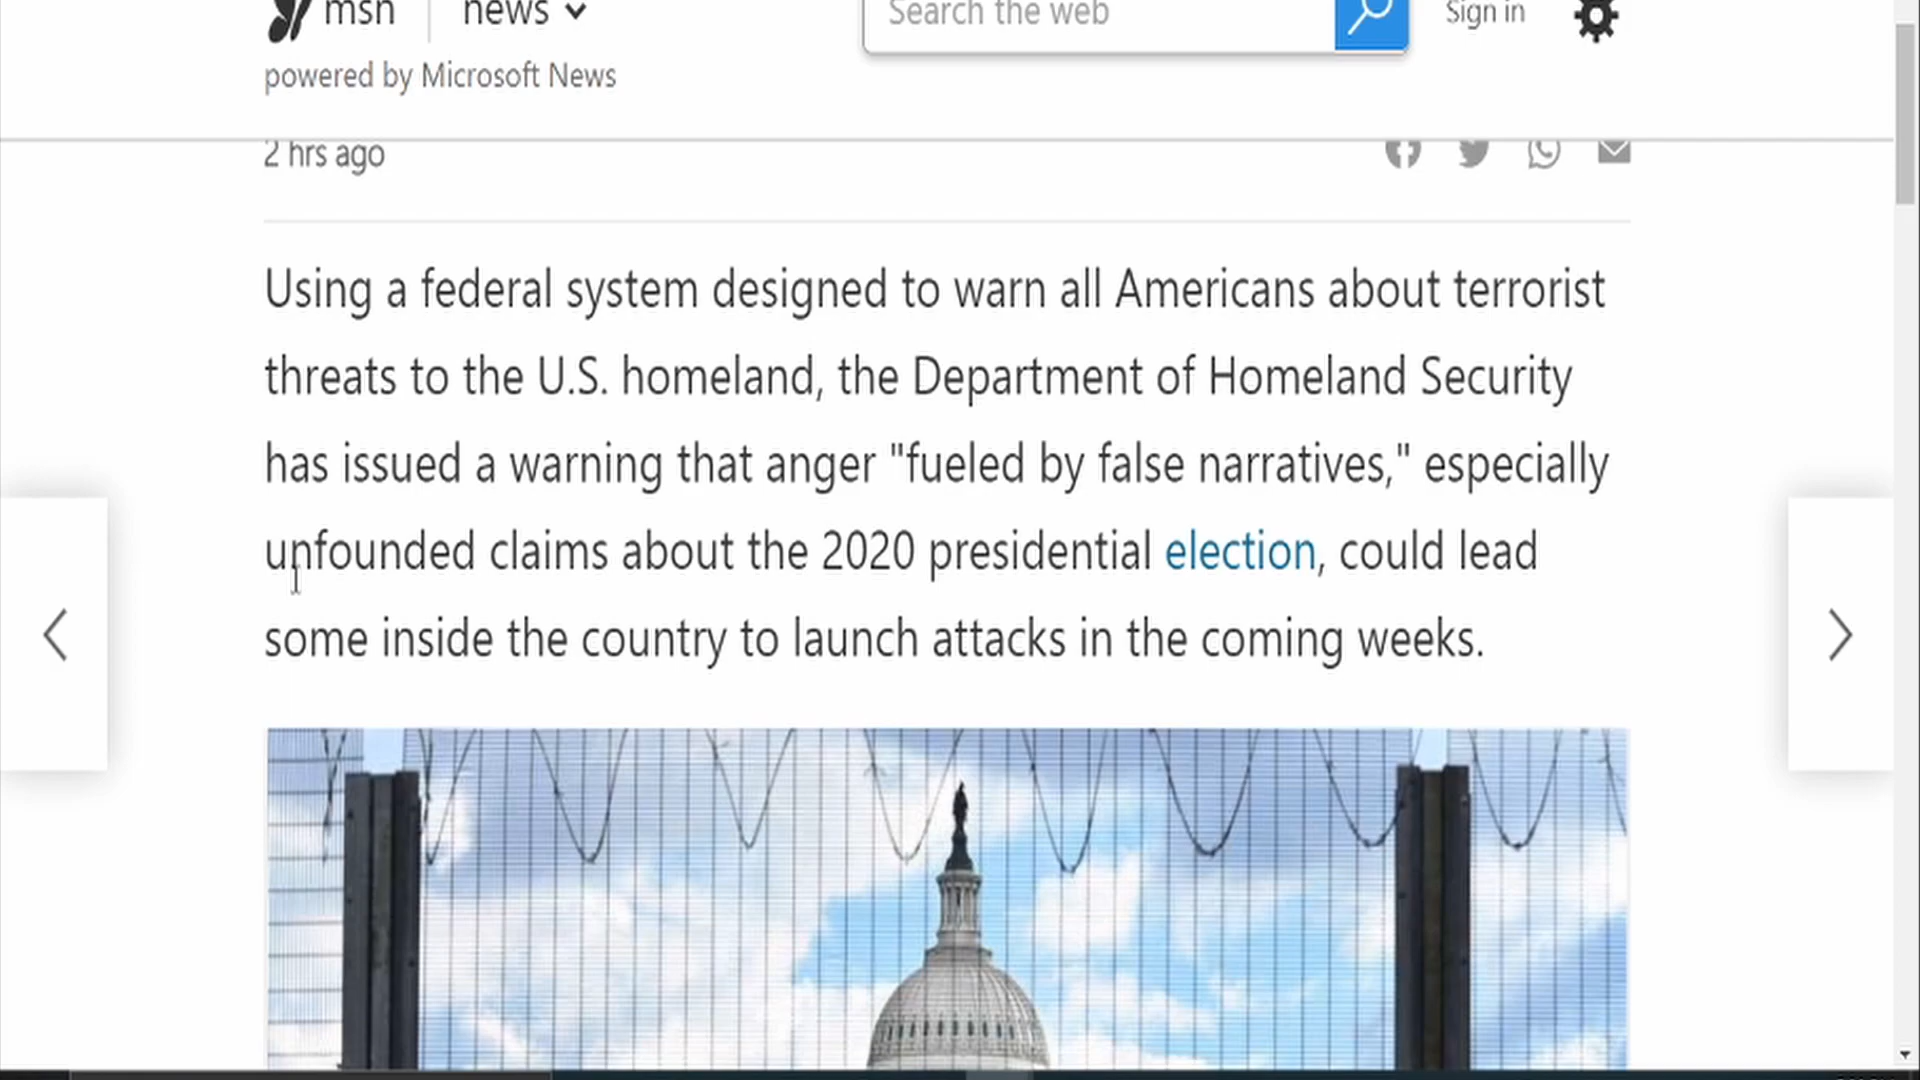 msn news Search the web Sign in
powered by Microsoft News
2 hrs ago
Using a federal system designed to warn all Americans about terrorist
threats to the U.S. homeland, the Department of Homeland Security
has issued a warning that anger "fueled by false narratives," especially
unfounded claims about the 2020 presidential election, could lead
some inside the country to launch attacks in the coming weeks.